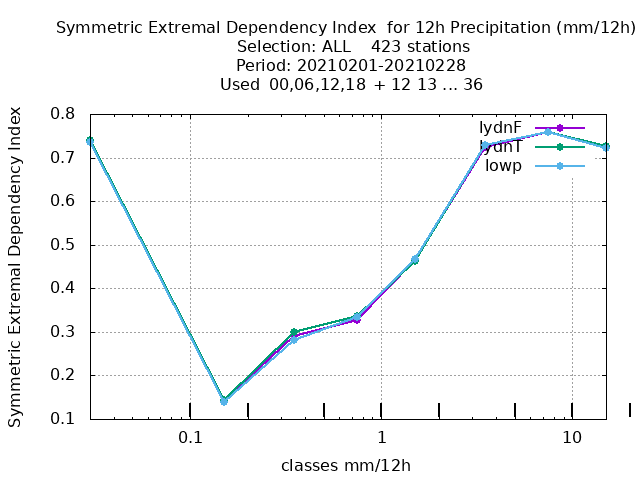 Symmetric Extremal Dependency Index  for 12h Precipitation (mm/12h)
Selection: ALL    423 stations
Period: 20210201-20210228
Used  00,06,12,18  + 12 13 ... 36
Symmetric Extremal Dependency Index
0.8
0.7
0.6
0.5
0.4
0.3
0.2
0.1
lydnF
lydnT
lowp
0.1
1
10
classes mm/12h